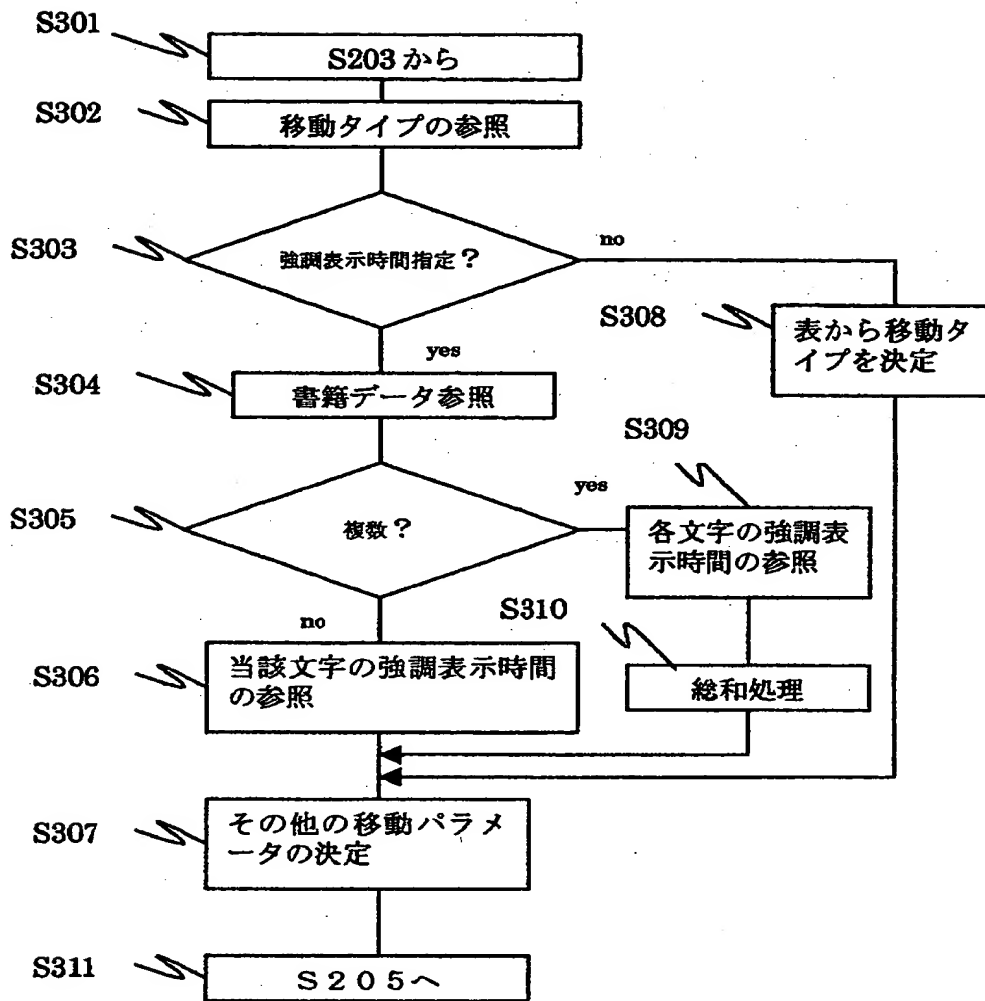 S301
S203から
S302
移動タイプの参照
S303
強調表示時間指定？
no
S308
表から移動タ
イプを決定
yes
S304
書籍データ参照
S309
yes
S305
複数？
各文字の強調表
示時間の参照
S310
no
S306
当該文字の強調表示時間
の参照
総和処理
S307
その他の移動パラメ
ータの決定
S311
Ｓ２０５へ